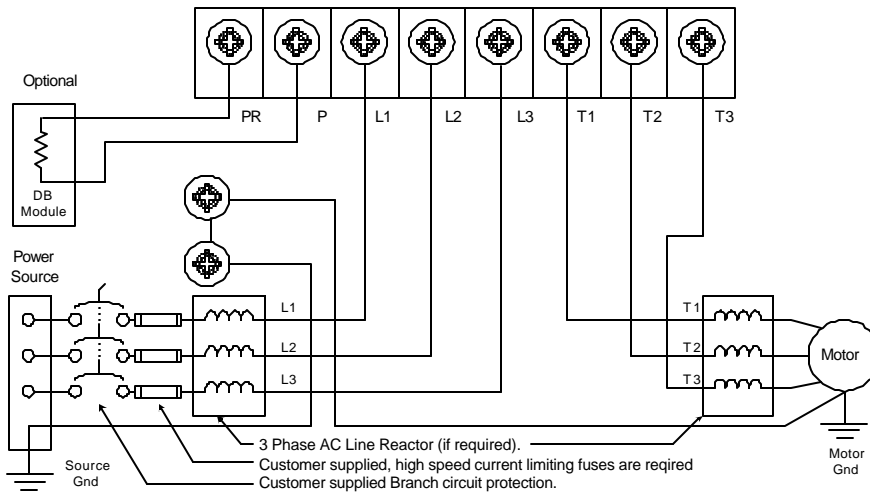 Optional
PR P L1 L2 L3 T1 T2 T3
DB
Module
Power
Source
L1
L2
L3
T1
T2
T3
Motor
3 Phase AC Line Reactor (if required).
Customer supplied, high speed current limiting fuses are reqired
Customer supplied Branch circuit protection.
Source
Gnd
Motor
Gnd